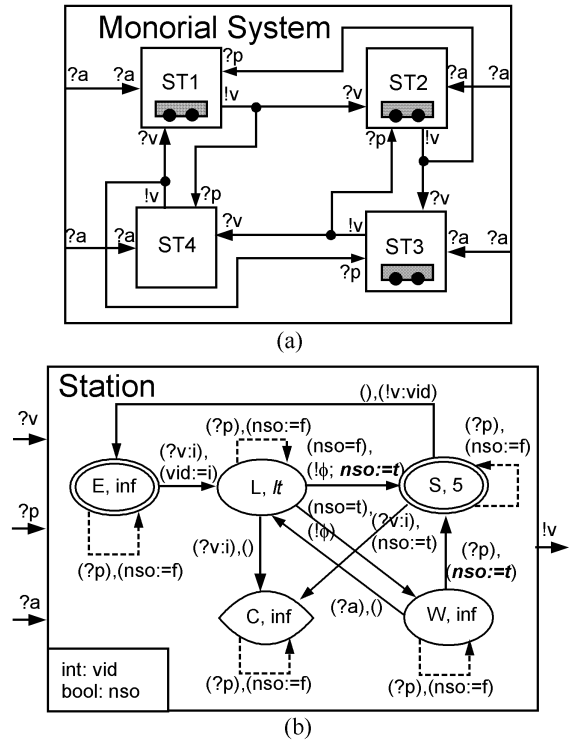 Monorial System
?a ?a ST1 ?p !v
?v ST2 ?a ?a
?v ?p !v
!v ?p ?v
?a ?a ST4 ?v !v ST3 ?a ?a
?p
(a)
Station
(),(!v:vid)
?v
(?p),
(nso:=f)
(nso=f),
(!ϕ; nso:=t)
(?p),
(nso:=f)
(?v:i),
(vid:=i)
E, inf
L, lt
S, 5
(nso=t),
(!ϕ)
(?v:i),
(nso:=t)
?p
(?p),(nso:=f)
(?v:i),()
(?p),
(nso:=t)
!v
(?a),()
?a
C, inf
W, inf
(?p),(nso:=f)
(?p),(nso:=f)
int: vid
bool: nso
(b)